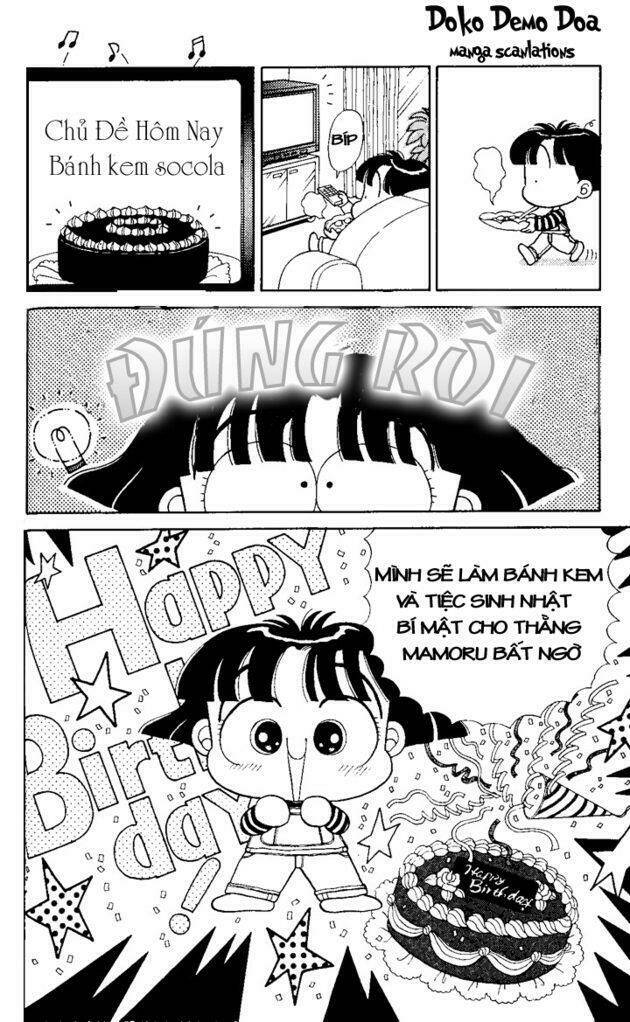 Doko Demo Doa
manga scanlations
BÍP
Chủ Đề Hôm Nay
Bánh kem socola
ĐÚNG RỒI
MÌNH SẼ LÀM BÁNH KEM
VÀ TIỆC SINH NHẬT
BÍ MẬT CHO THẰNG
MAMORU BẤT NGỜ
Happy
Birthday!
Happy
Birthday!